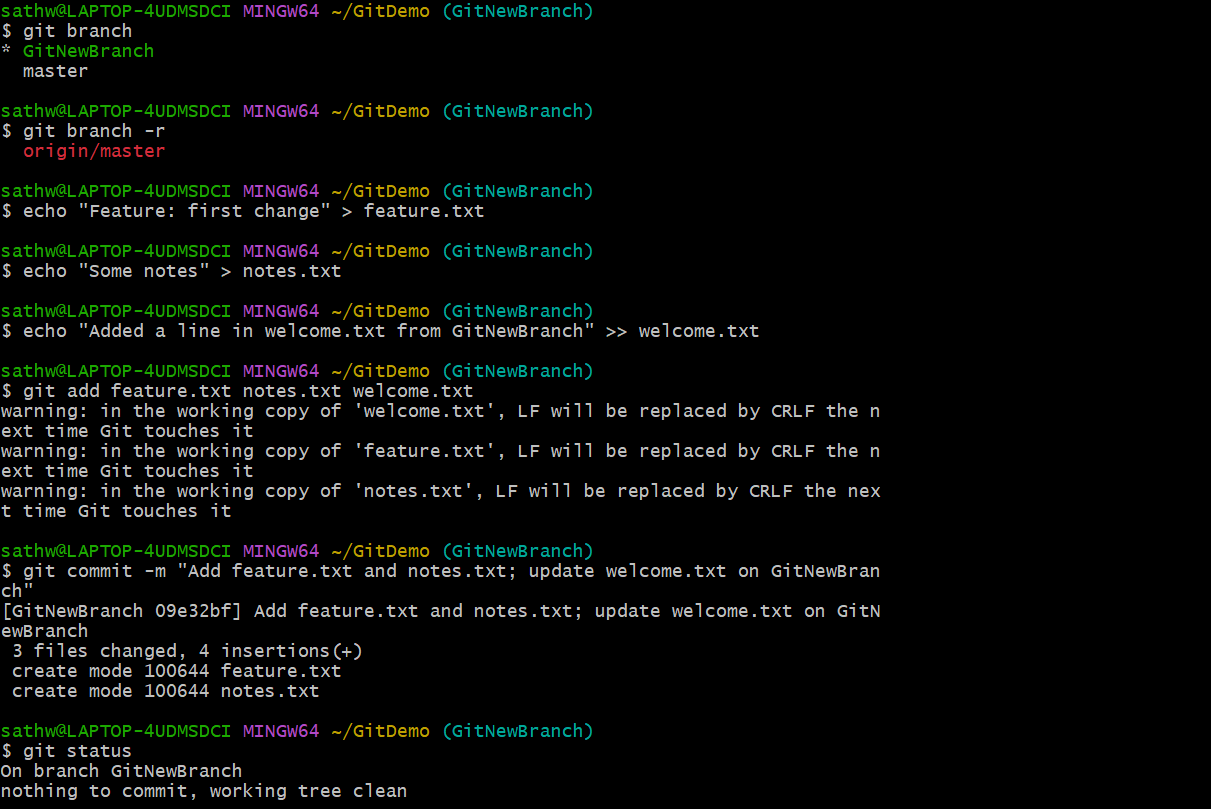 sathw@LAPTOP-4UDMSDCI MINGW64 ~/GitDemo (GitNewBranch)
$ git branch
* GitNewBranch
  master
sathw@LAPTOP-4UDMSDCI MINGW64 ~/GitDemo (GitNewBranch)
$ git branch -r
  origin/master
sathw@LAPTOP-4UDMSDCI MINGW64 ~/GitDemo (GitNewBranch)
$ echo "Feature: first change" > feature.txt
sathw@LAPTOP-4UDMSDCI MINGW64 ~/GitDemo (GitNewBranch)
$ echo "Some notes" > notes.txt
sathw@LAPTOP-4UDMSDCI MINGW64 ~/GitDemo (GitNewBranch)
$ echo "Added a line in welcome.txt from GitNewBranch" >> welcome.txt
sathw@LAPTOP-4UDMSDCI MINGW64 ~/GitDemo (GitNewBranch)
$ git add feature.txt notes.txt welcome.txt
warning: in the working copy of 'welcome.txt', LF will be replaced by CRLF the n
ext time Git touches it
warning: in the working copy of 'feature.txt', LF will be replaced by CRLF the n
ext time Git touches it
warning: in the working copy of 'notes.txt', LF will be replaced by CRLF the nex
t time Git touches it
sathw@LAPTOP-4UDMSDCI MINGW64 ~/GitDemo (GitNewBranch)
$ git commit -m "Add feature.txt and notes.txt; update welcome.txt on GitNewBran
ch"
[GitNewBranch 09e32bf] Add feature.txt and notes.txt; update welcome.txt on GitN
ewBranch
 3 files changed, 4 insertions(+)
 create mode 100644 feature.txt
 create mode 100644 notes.txt
sathw@LAPTOP-4UDMSDCI MINGW64 ~/GitDemo (GitNewBranch)
$ git status
On branch GitNewBranch
nothing to commit, working tree clean